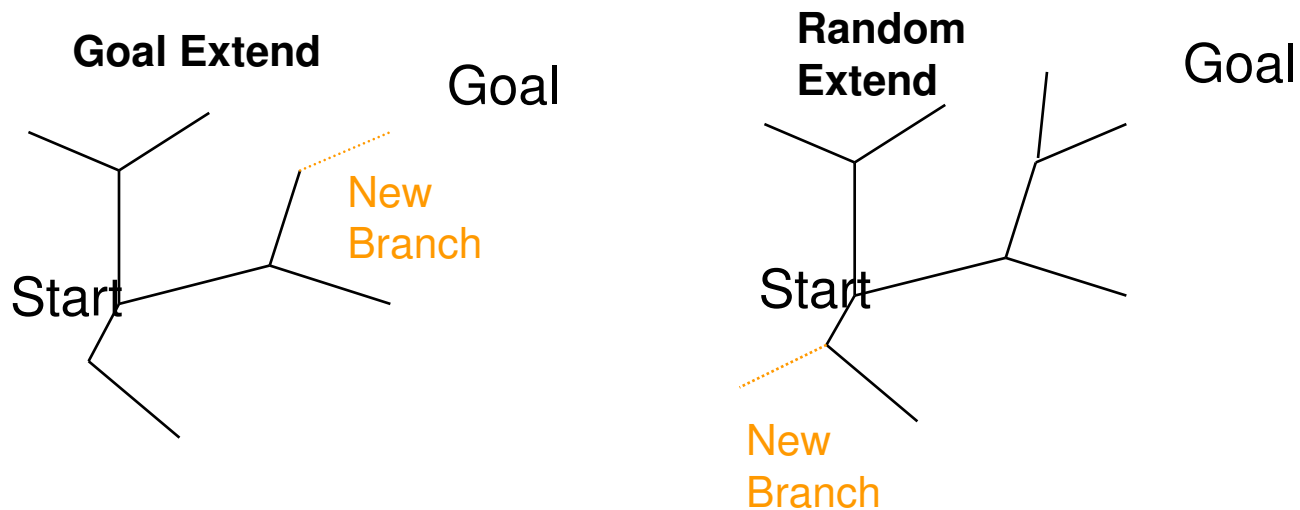 Goal Extend
Goal
New
Branch
Start
Random
Extend
Goal
Start
New
Branch